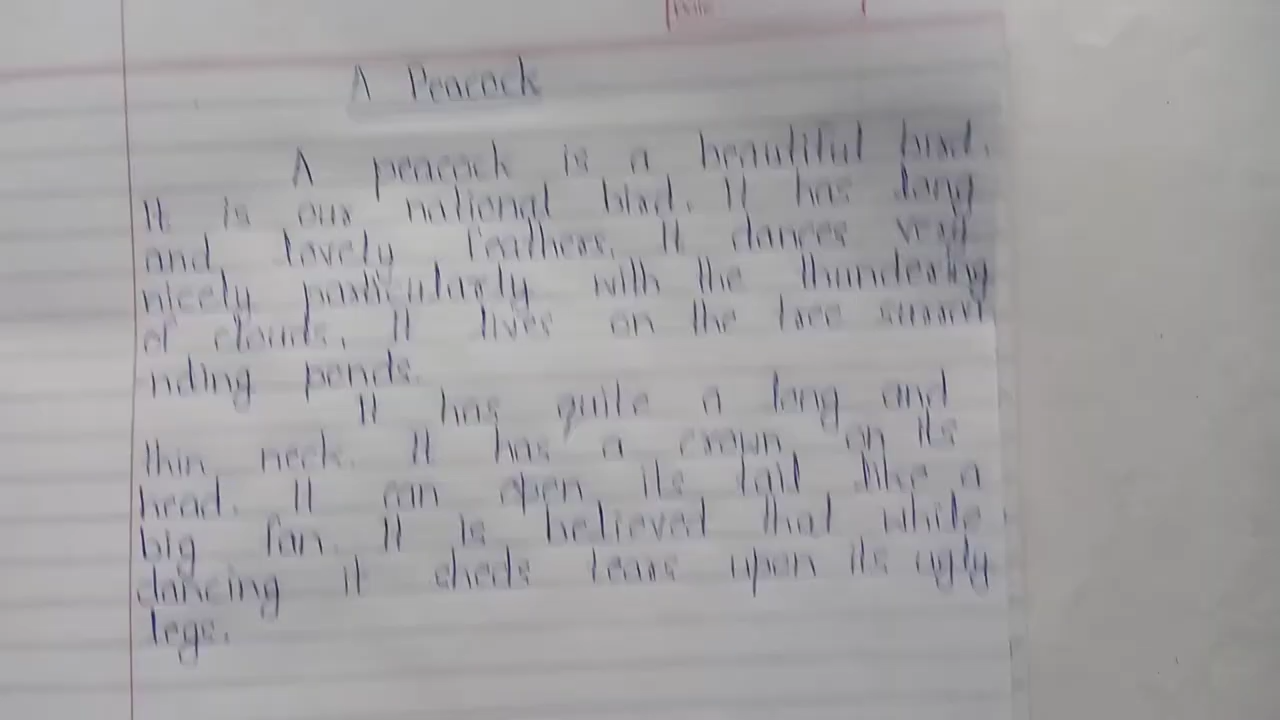 A Peacock
A peacock is a beautiful bird.
It is our national bird. It has long
and lovely feathers. It dances very
nicely particularly with the thundering
of clouds. It lives on the tree surrou
nding ponds.
It has quite a long and
thin neck. It has a crown on its
head. It can open its tail like a
big fan. It is believed that while
dancing it sheds tears upon its ugly
legs.